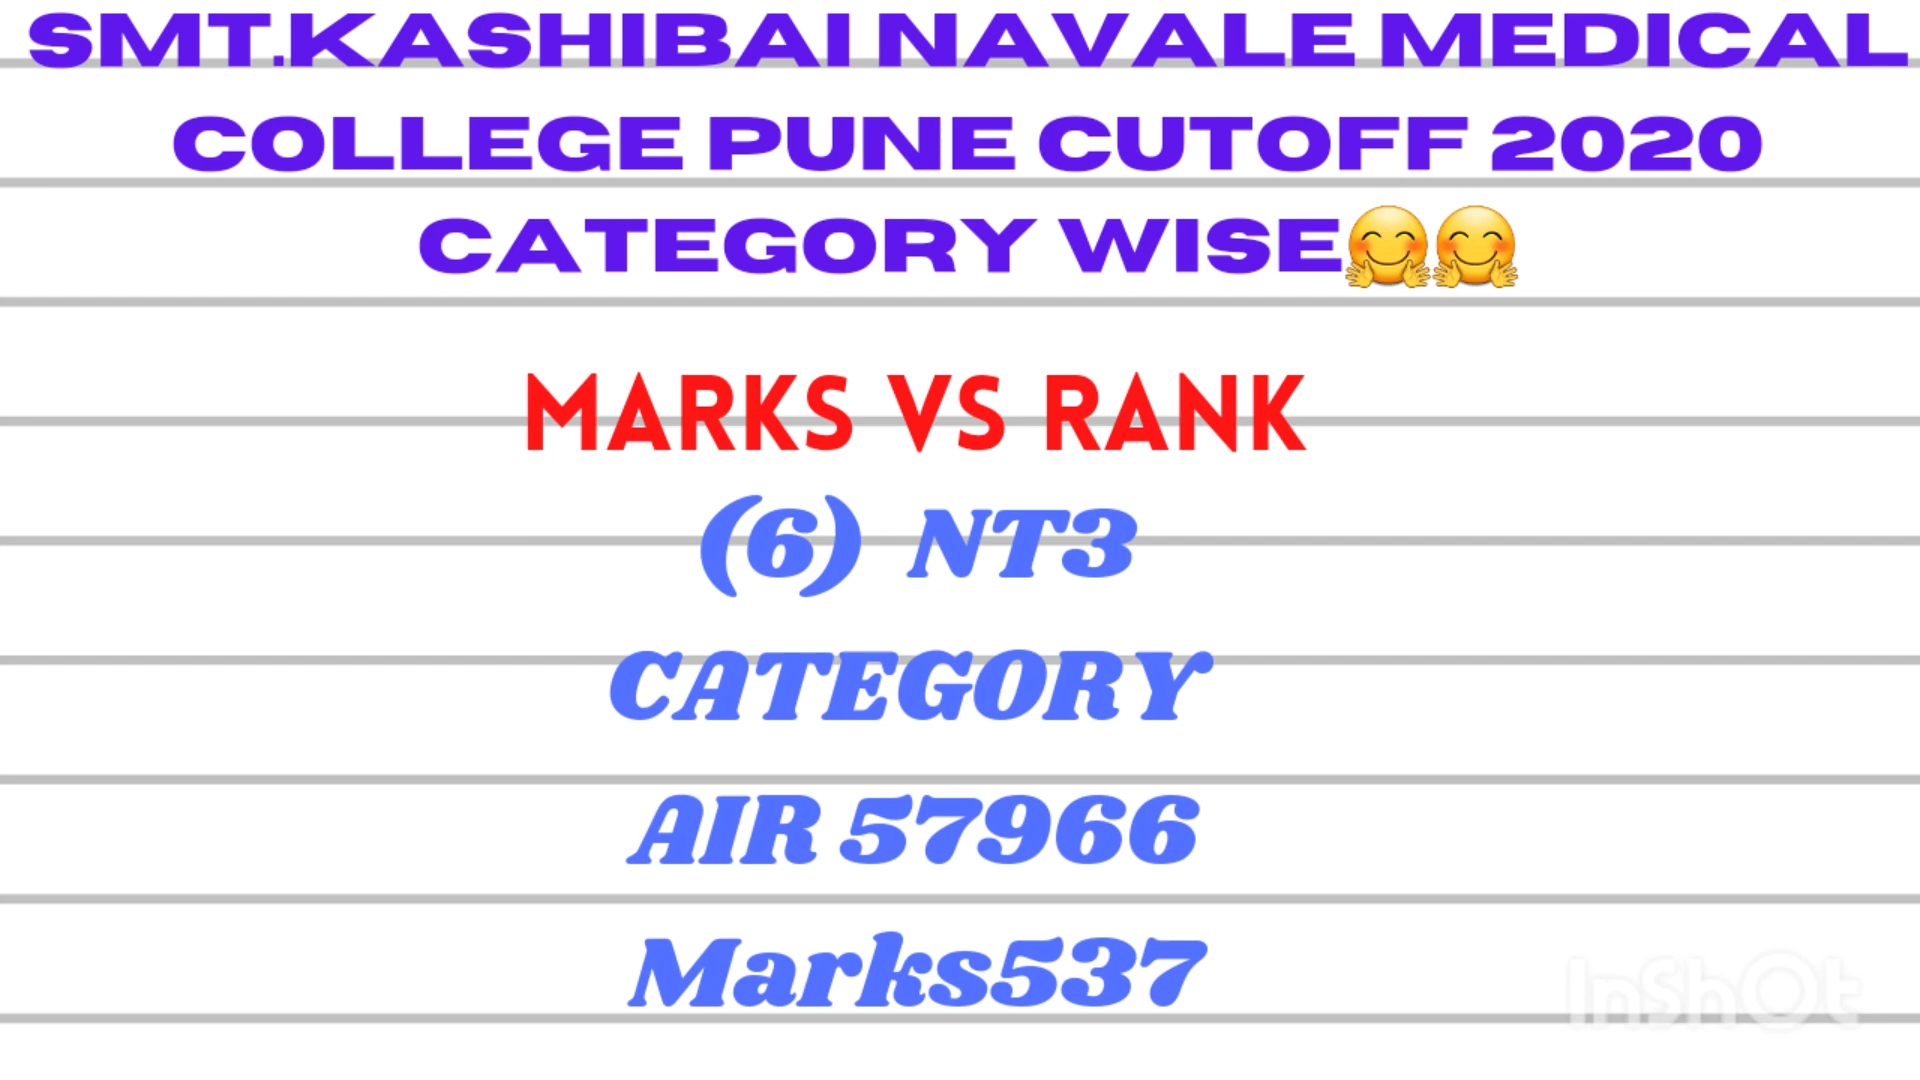 SMT.KASHIBAI NAVALE MEDICAL
COLLEGE PUNE CUTOFF 2020
CATEGORY WISE🤗🤗
MARKS VS RANK
(6) NT3
CATEGORY
AIR 57966
Marks537
InShOt